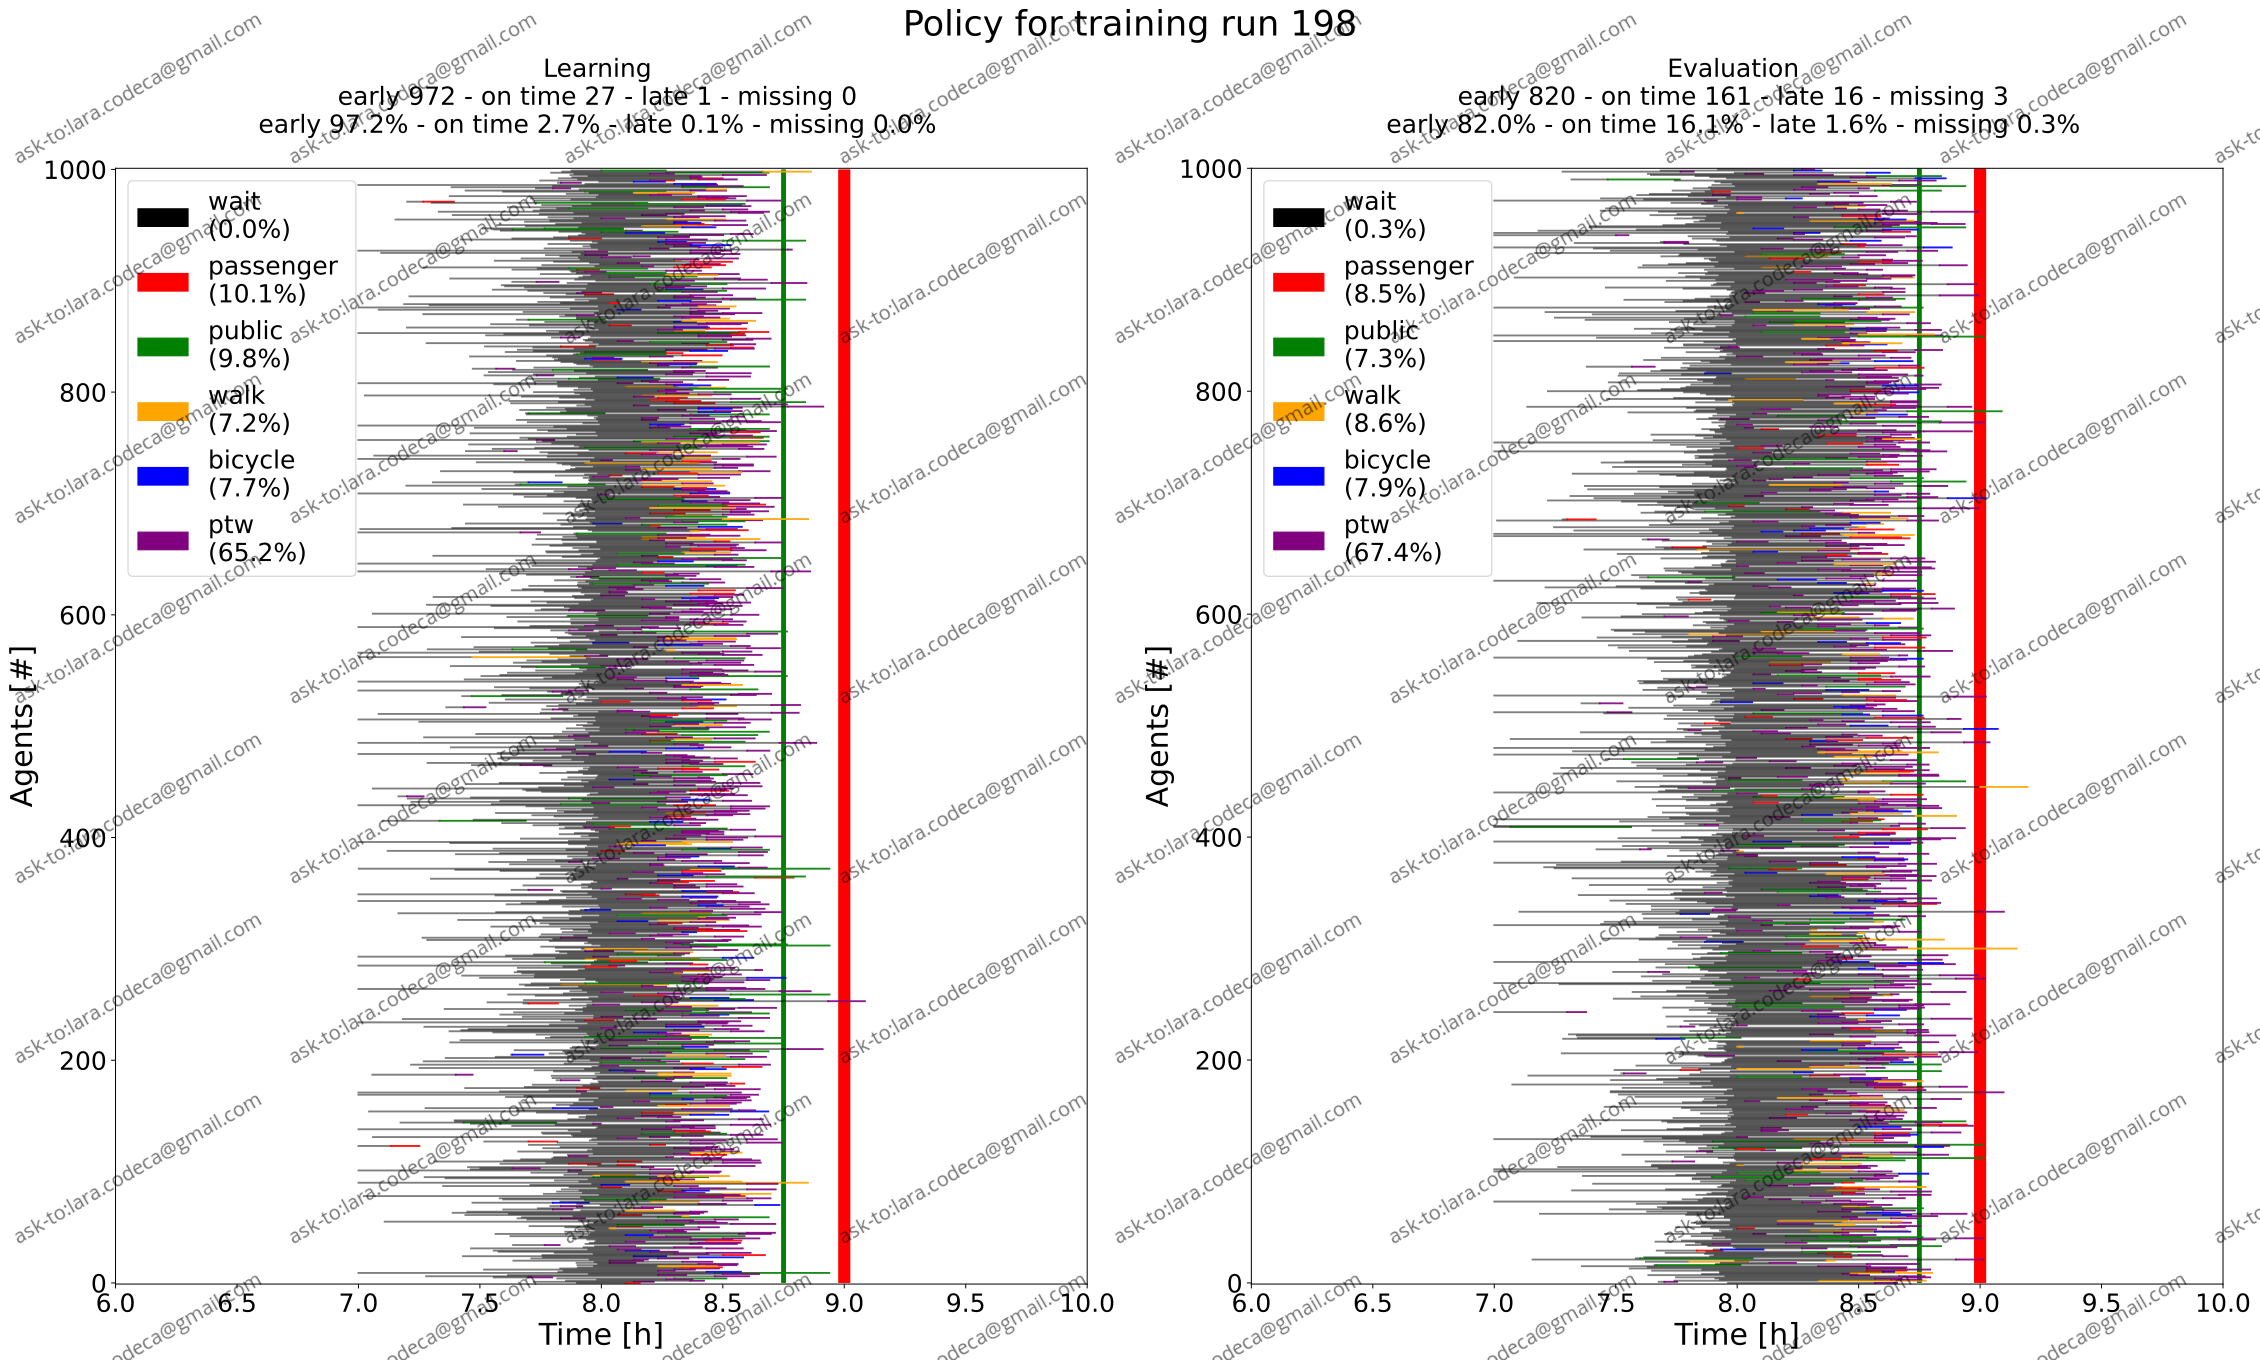 Policy for training run 198
Learning
early 972 - on time 27 - late 1 - missing 0
early 97.2% - on time 2.7% - late 0.1% - missing 0.0%
1000
800
600
400
200
0
Agents [#]
wait
(0.0%)
passenger
(10.1%)
public
(9.8%)
walk
(7.2%)
bicycle
(7.7%)
ptw
(65.2%)
6.0 6.5 7.0 7.5 8.0 8.5 9.0 9.5 10.0
Time [h]
Evaluation
early 820 - on time 161 - late 16 - missing 3
early 82.0% - on time 16.1% - late 1.6% - missing 0.3%
1000
800
600
400
200
0
Agents [#]
wait
(0.3%)
passenger
(8.5%)
public
(7.3%)
walk
(8.6%)
bicycle
(7.9%)
ptw
(67.4%)
6.0 6.5 7.0 7.5 8.0 8.5 9.0 9.5 10.0
Time [h]
ask-to:lara.codeca@gmail.com